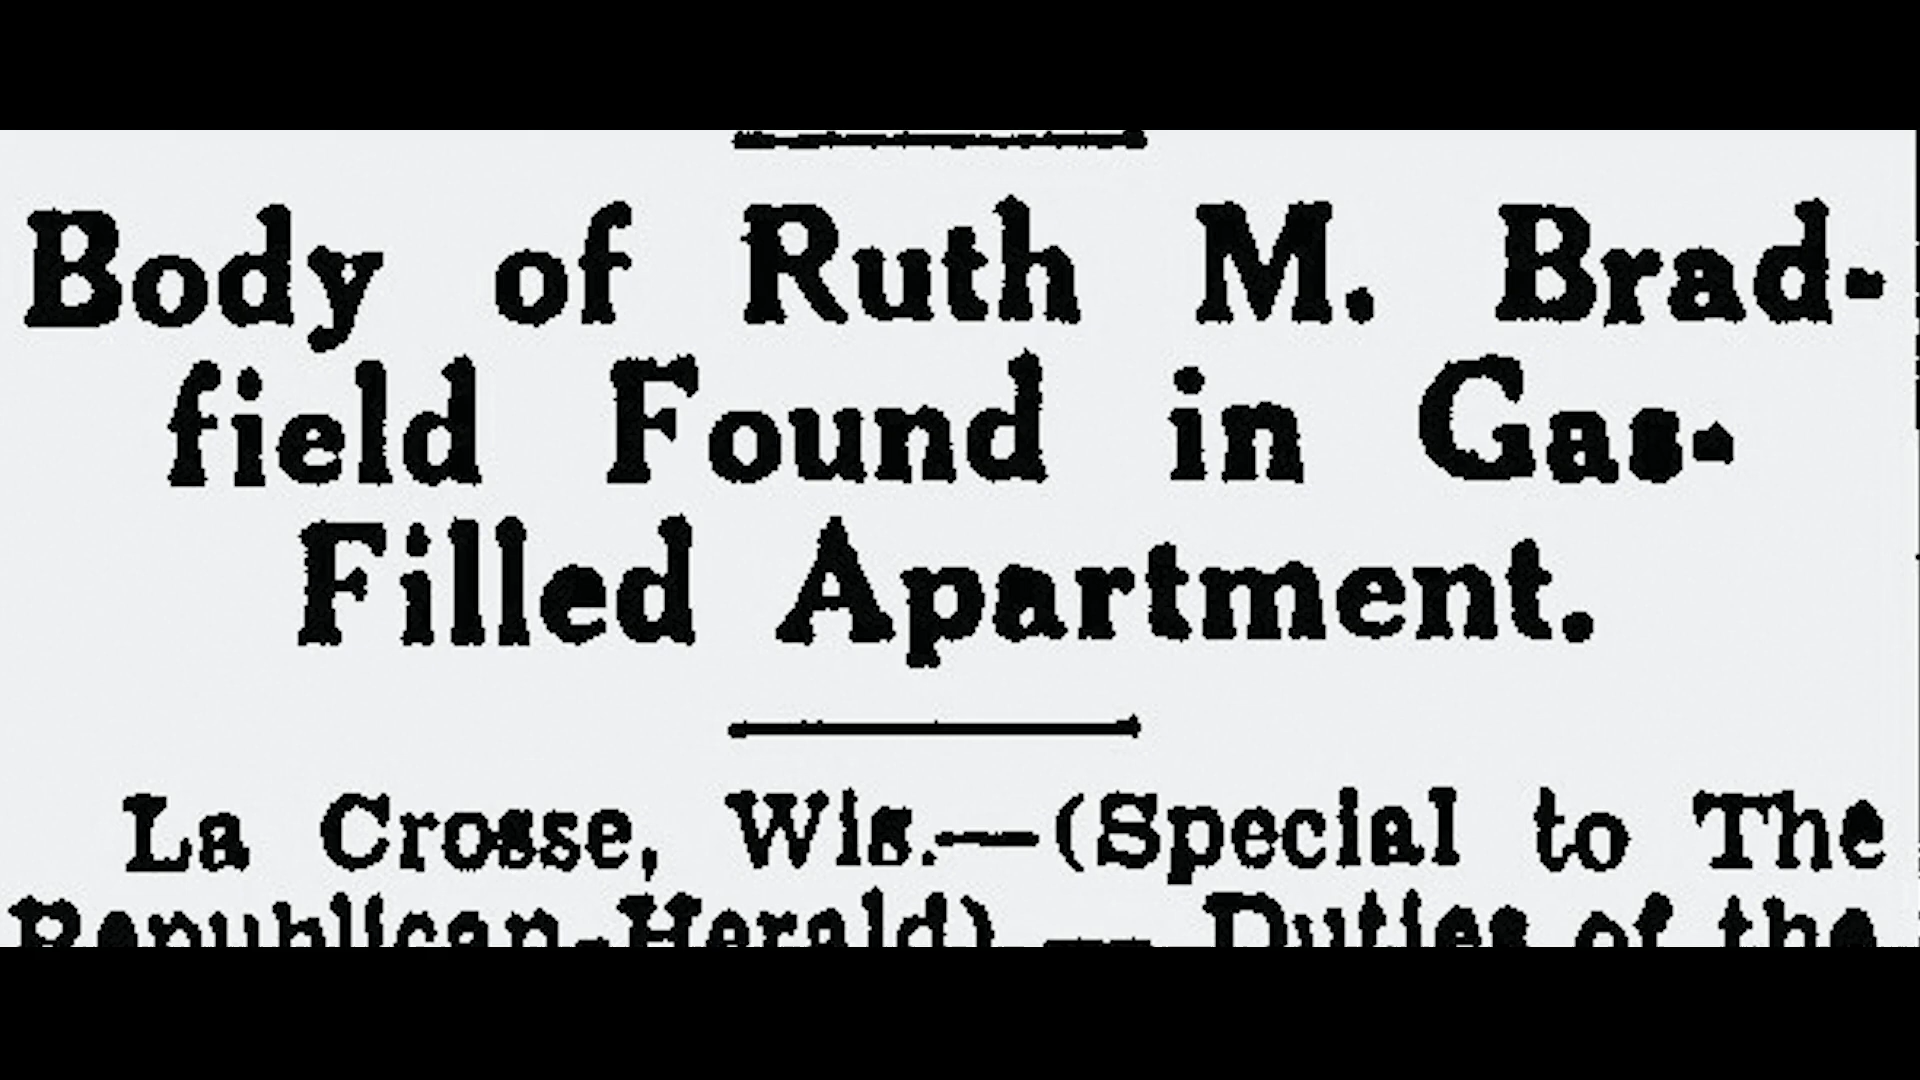 Body of Ruth M. Brad-
field Found in Gas-
Filled Apartment.
La Crosse, Wis.—(Special to The
Republican-Herald) — Duties of the